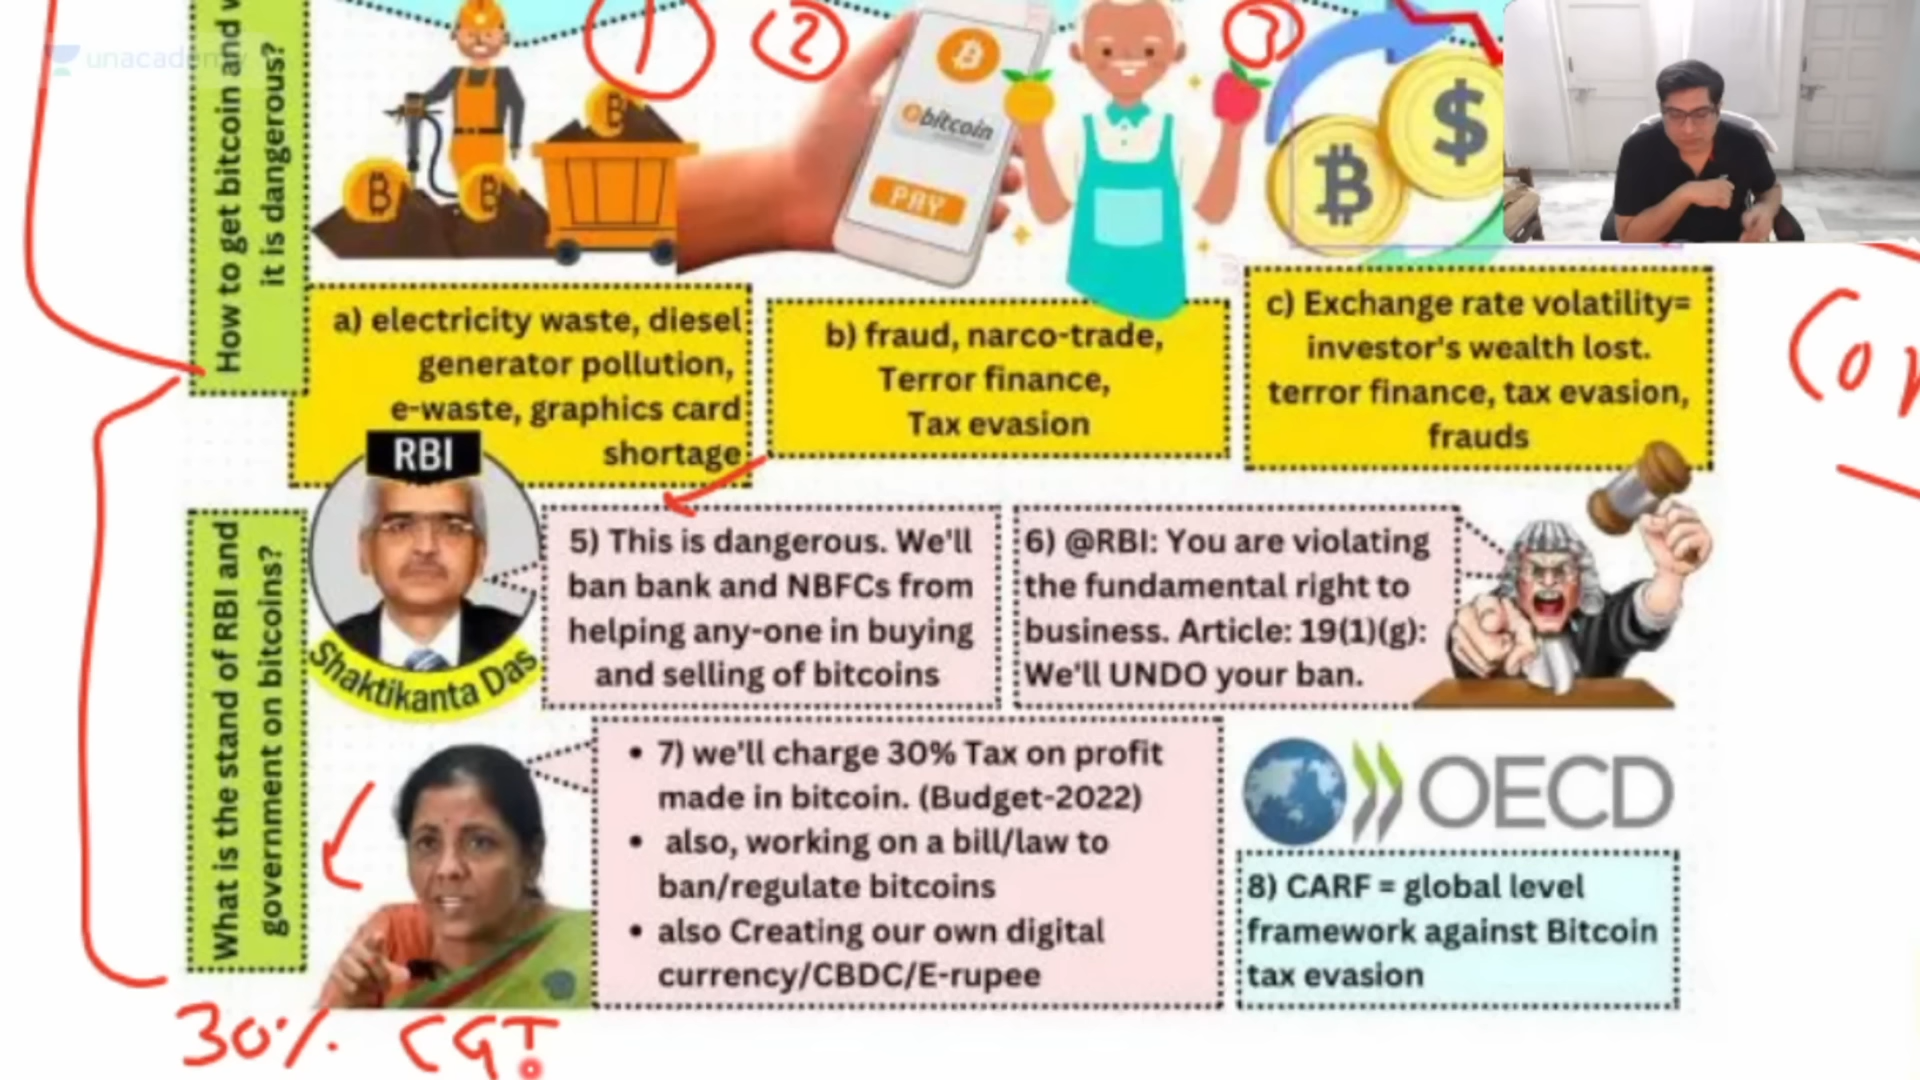 unacademy
How to get bitcoin and w
it is dangerous?
1
2
3
bitcoin
PAY
a) electricity waste, diesel
generator pollution,
e-waste, graphics card
shortage
b) fraud, narco-trade,
Terror finance,
Tax evasion
c) Exchange rate volatility=
investor's wealth lost.
terror finance, tax evasion,
frauds
What is the stand of RBI and
government on bitcoins?
RBI
Shaktikanta Das
5) This is dangerous. We'll
ban bank and NBFCs from
helping any-one in buying
and selling of bitcoins
6) @RBI: You are violating
the fundamental right to
business. Article: 19(1)(g):
We'll UNDO your ban.
• 7) we'll charge 30% Tax on profit
made in bitcoin. (Budget-2022)
• also, working on a bill/law to
ban/regulate bitcoins
• also Creating our own digital
currency/CBDC/E-rupee
OECD
8) CARF = global level
framework against Bitcoin
tax evasion
30% CGT